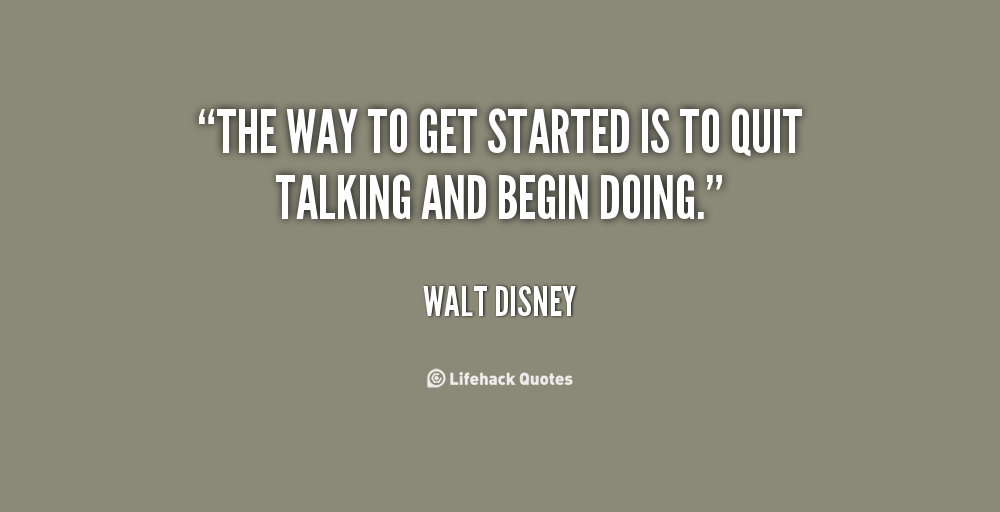 “THE WAY TO GET STARTED IS TO QUIT
TALKING AND BEGIN DOING.”
WALT DISNEY
Lifehack Quotes